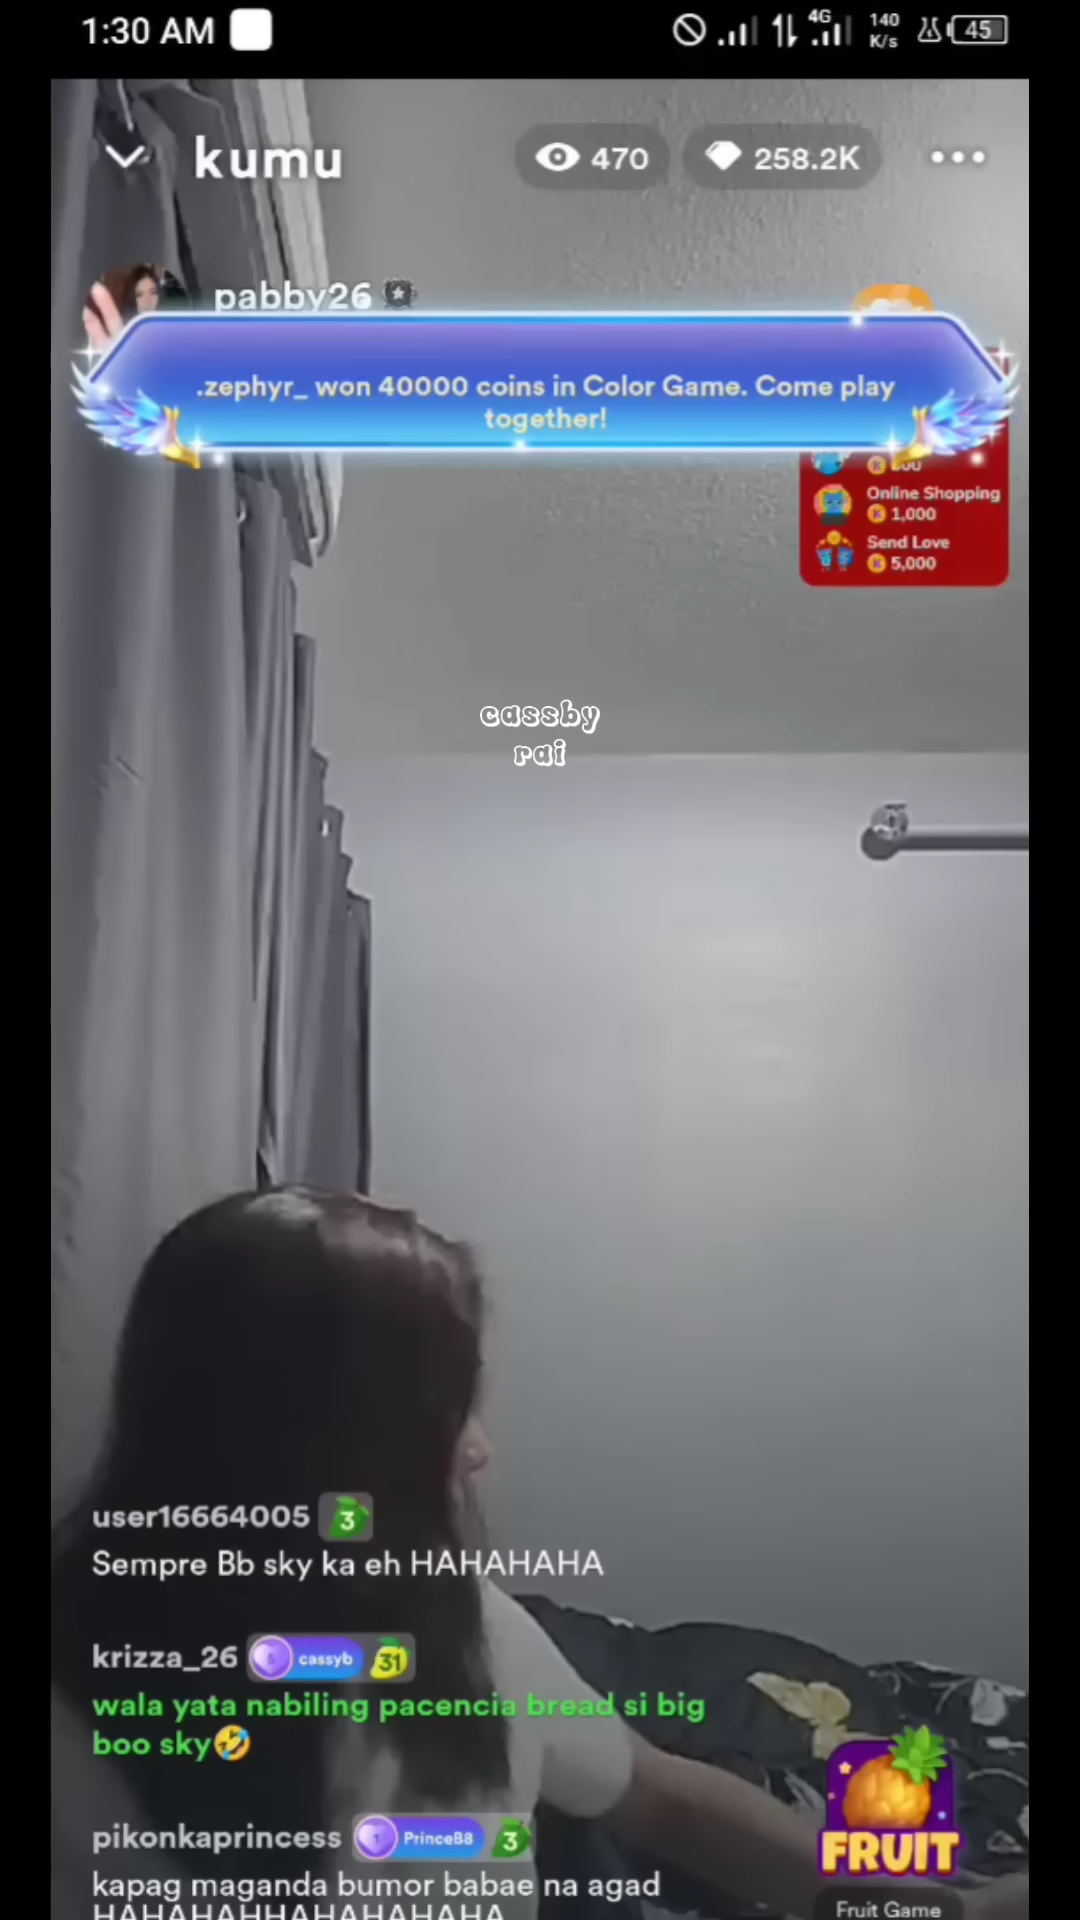 1:30 AM
4G
140
K/s
45
kumu
470
258.2K
pabby26
.zephyr_ won 40000 coins in Color Game. Come play
together!
Online Shopping
1,000
Send Love
5,000
cassby
rai
user16664005 3
Sempre Bb sky ka eh HAHAHAHA
krizza_26 cassyb 31
wala yata nabiling pacencia bread si big
boo sky🤣
pikonkaprincess 1 PrinceB8 3
kapag maganda bumor babae na agad
HAHAHAHHAHAHAHAHA
FRUIT
Fruit Game